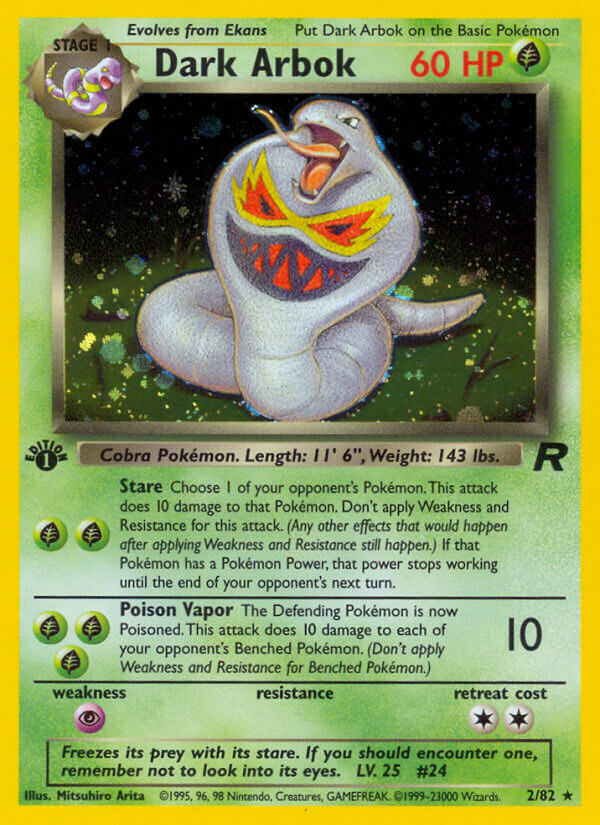 Evolves from Ekans Put Dark Arbok on the Basic Pokémon
STAGE 1
Dark Arbok 60 HP
EDITION
1
Cobra Pokémon. Length: 11' 6", Weight: 143 lbs.
R
Stare Choose 1 of your opponent's Pokémon. This attack
does 10 damage to that Pokémon. Don't apply Weakness and
Resistance for this attack. (Any other effects that would happen
after applying Weakness and Resistance still happen.) If that
Pokémon has a Pokémon Power, that power stops working
until the end of your opponent's next turn.
Poison Vapor The Defending Pokémon is now
Poisoned. This attack does 10 damage to each of
your opponent's Benched Pokémon. (Don't apply
Weakness and Resistance for Benched Pokémon.)
10
weakness resistance retreat cost
Freezes its prey with its stare. If you should encounter one,
remember not to look into its eyes. LV. 25 #24
Illus. Mitsuhiro Arita ©1995, 96, 98 Nintendo, Creatures, GAMEFREAK. ©1999-23000 Wizards. 2/82 ★